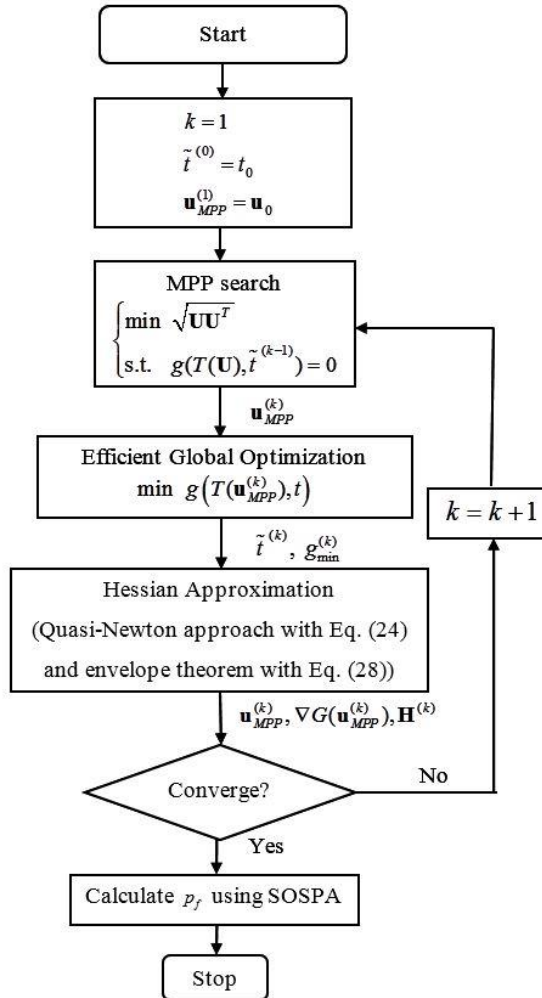 Start
k = 1
t̃^(0) = t_0
u_MPP^(1) = u_0
MPP search
{ min √(UU^T)
s.t. g(T(U), t̃^(k−1)) = 0
u_MPP^(k)
Efficient Global Optimization
min g(T(u_MPP^(k)), t)
t̃^(k), g_min^(k)
k = k + 1
Hessian Approximation
(Quasi-Newton approach with Eq. (24)
and envelope theorem with Eq. (28))
u_MPP^(k), ∇G(u_MPP^(k)), H^(k)
Converge?
No
Yes
Calculate p_f using SOSPA
Stop